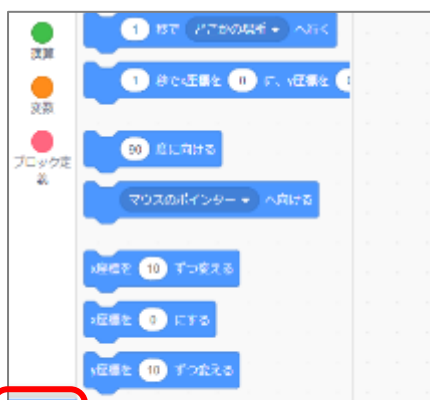 1 秒で どこかの場所 へ行く
演算
1 秒でx座標を 0 に、y座標を
変数
90 度に向ける
ブロック定
義
マウスのポインター へ向ける
x座標を 10 ずつ変える
x座標を 0 にする
y座標を 10 ずつ変える